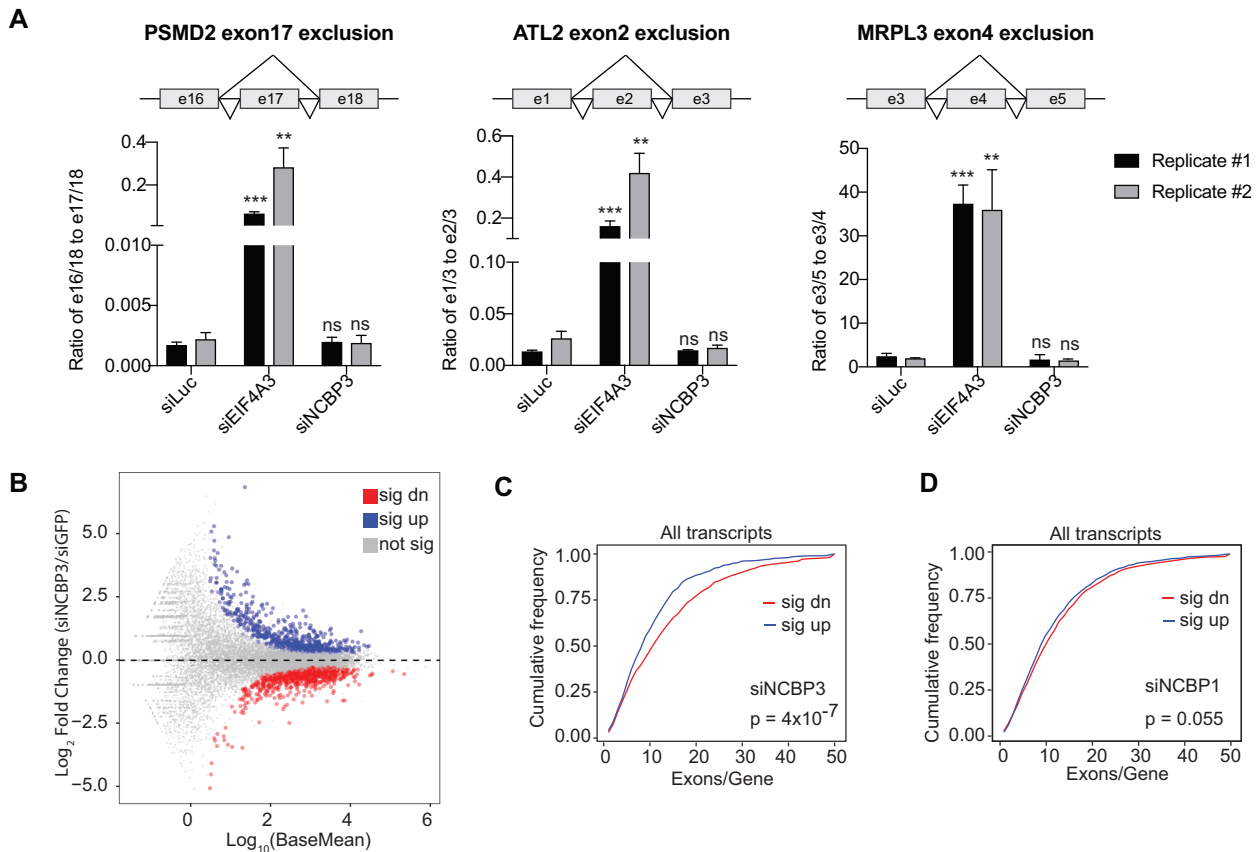 A
PSMD2 exon17 exclusion
e16 e17 e18
Ratio of e16/18 to e17/18
0.4
0.2
0.010
0.005
0.000
***
**
ns ns
siLuc
siEIF4A3
siNCBP3
ATL2 exon2 exclusion
e1 e2 e3
Ratio of e1/3 to e2/3
0.6
0.4
0.2
0.10
0.05
0.00
***
**
ns ns
siLuc
siEIF4A3
siNCBP3
MRPL3 exon4 exclusion
e3 e4 e5
Ratio of e3/5 to e3/4
50
40
30
20
10
0
***
**
ns ns
siLuc
siEIF4A3
siNCBP3
Replicate #1
Replicate #2
B
Log2 Fold Change (siNCBP3/siGFP)
5.0
2.5
0.0
−2.5
−5.0
sig dn
sig up
not sig
0 2 4 6
Log10(BaseMean)
C
All transcripts
Cumulative frequency
1.00
0.75
0.50
0.25
0.00
sig dn
sig up
siNCBP3
p = 4x10-7
0 10 20 30 40 50
Exons/Gene
D
All transcripts
Cumulative frequency
1.00
0.75
0.50
0.25
0.00
sig dn
sig up
siNCBP1
p = 0.055
0 10 20 30 40 50
Exons/Gene